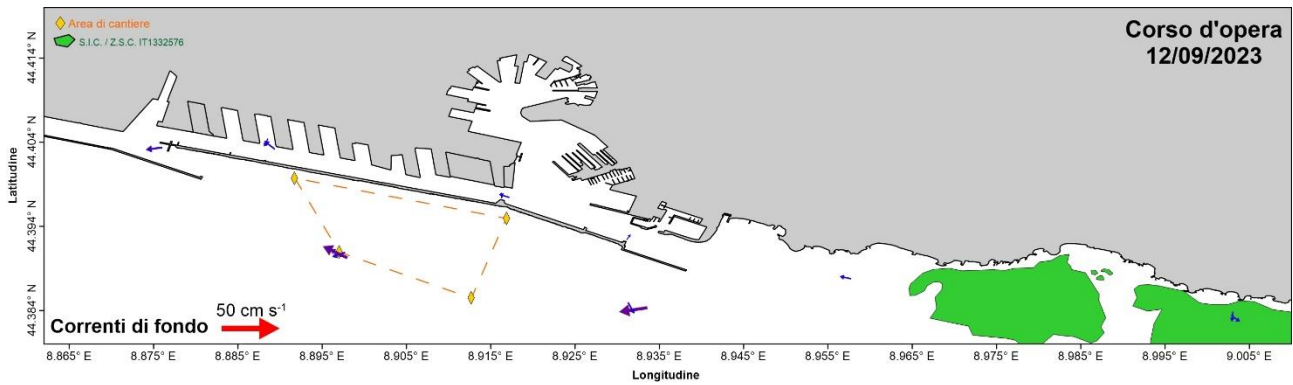 Area di cantiere
S.I.C. / Z.S.C. IT1332576
Corso d'opera
12/09/2023
44.414° N
44.404° N
44.394° N
44.384° N
Latitudine
Correnti di fondo
50 cm s⁻¹
8.865° E
8.875° E
8.885° E
8.895° E
8.905° E
8.915° E
8.925° E
8.935° E
8.945° E
8.955° E
8.965° E
8.975° E
8.985° E
8.995° E
9.005° E
Longitudine